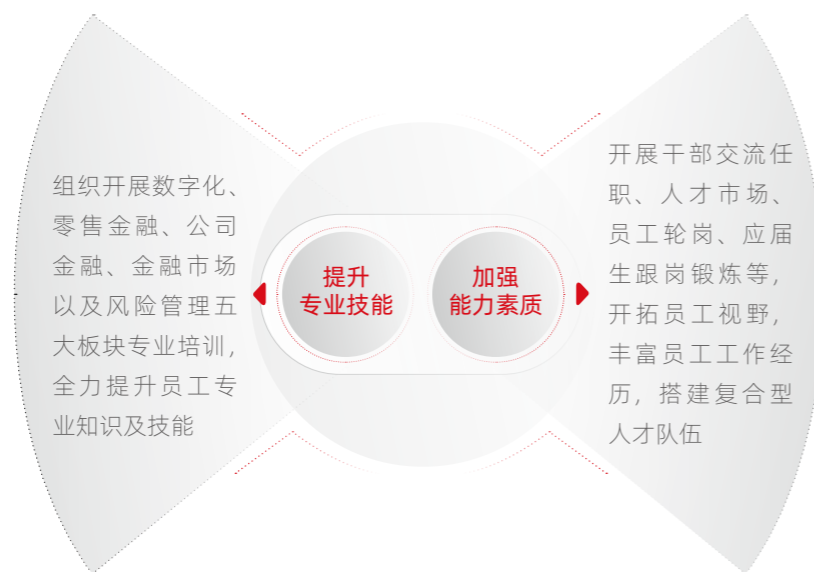 组织开展数字化、
零售金融、公司
金融、金融市场
以及风险管理五
大板块专业培训，
全力提升员工专
业知识及技能
提升
专业技能
加强
能力素质
开展干部交流任
职、人才市场、
员工轮岗、应届
生跟岗锻炼等，
开拓员工视野，
丰富员工工作经
历，搭建复合型
人才队伍